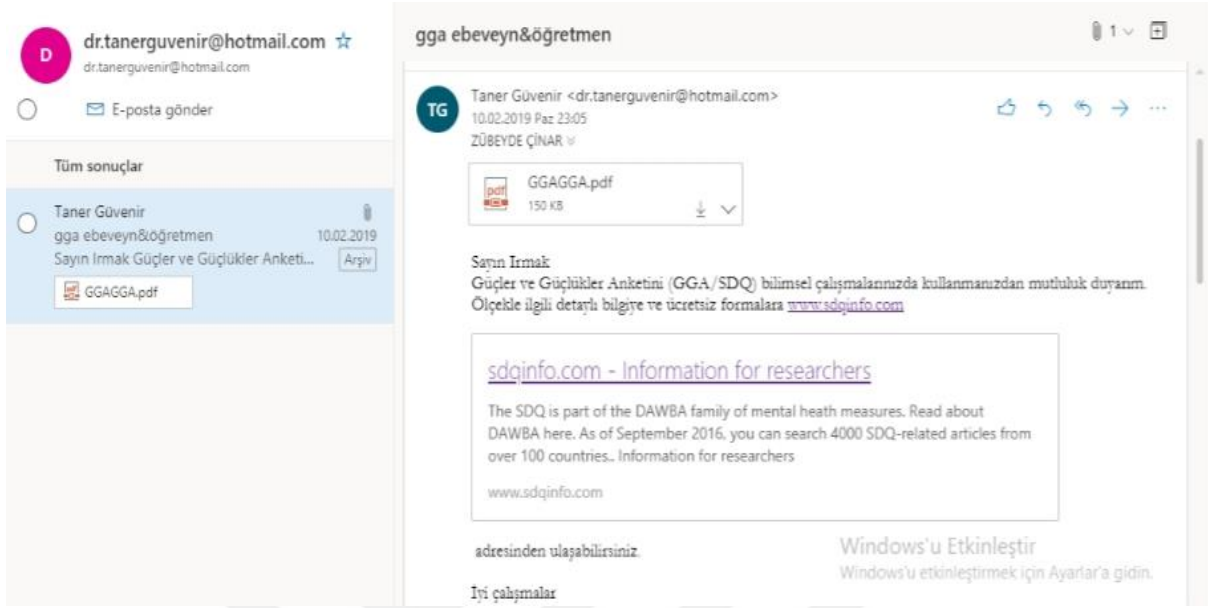 D
dr.tanerguvenir@hotmail.com
dr.tanerguvenir@hotmail.com
E-posta gönder
Tüm sonuçlar
Taner Güvenir
gga ebeveyn&öğretmen 10.02.2019
Sayın Irmak Güçler ve Güçlükler Anketi... Arşiv
GGAGGA.pdf
gga ebeveyn&öğretmen
1
TG
Taner Güvenir <dr.tanerguvenir@hotmail.com>
10.02.2019 Paz 23:05
ZÜBEYDE ÇINAR
pdf
GGAGGA.pdf
150 KB
Sayın Irmak
Güçler ve Güçlükler Anketini (GGA/SDQ) bilimsel çalışmalarınızda kullanmanızdan mutluluk duyarım.
Ölçekle ilgili detaylı bilgiye ve ücretsiz formalara www.sdqinfo.com
sdqinfo.com - Information for researchers
The SDQ is part of the DAWBA family of mental heath measures. Read about
DAWBA here. As of September 2016, you can search 4000 SDQ-related articles from
over 100 countries.. Information for researchers
www.sdqinfo.com
adresinden ulaşabilirsiniz.
İyi çalışmalar
Windows'u Etkinleştir
Windows'u etkinleştirmek için Ayarlar'a gidin.